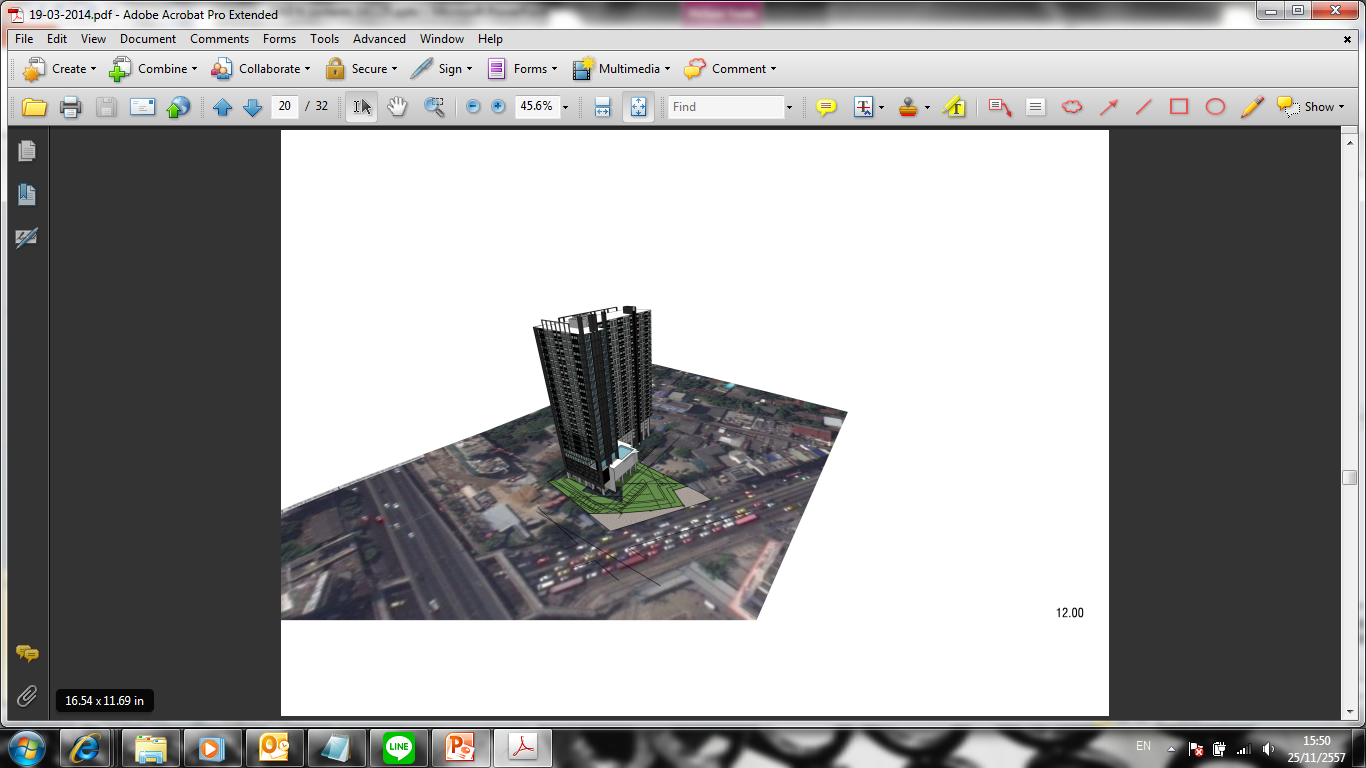 19-03-2014.pdf - Adobe Acrobat Pro Extended
File Edit View Document Comments Forms Tools Advanced Window Help
Create Combine Collaborate Secure Sign Forms Multimedia Comment
20 / 32 45.6% Find Show
12.00
16.54 x 11.69 in
LINE
EN 15:50
25/11/2557